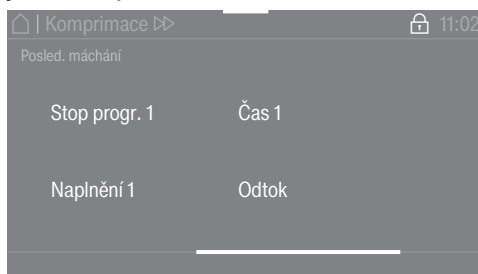 Komprimace 11:02
Posled. máchání
Stop progr. 1 Čas 1
Naplnění 1 Odtok